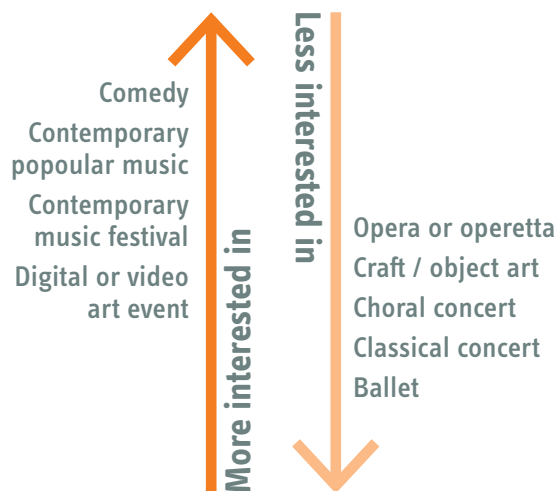 Comedy
Contemporary
popoular music
Contemporary
music festival
Digital or video
art event
More interested in
Less interested in
Opera or operetta
Craft / object art
Choral concert
Classical concert
Ballet